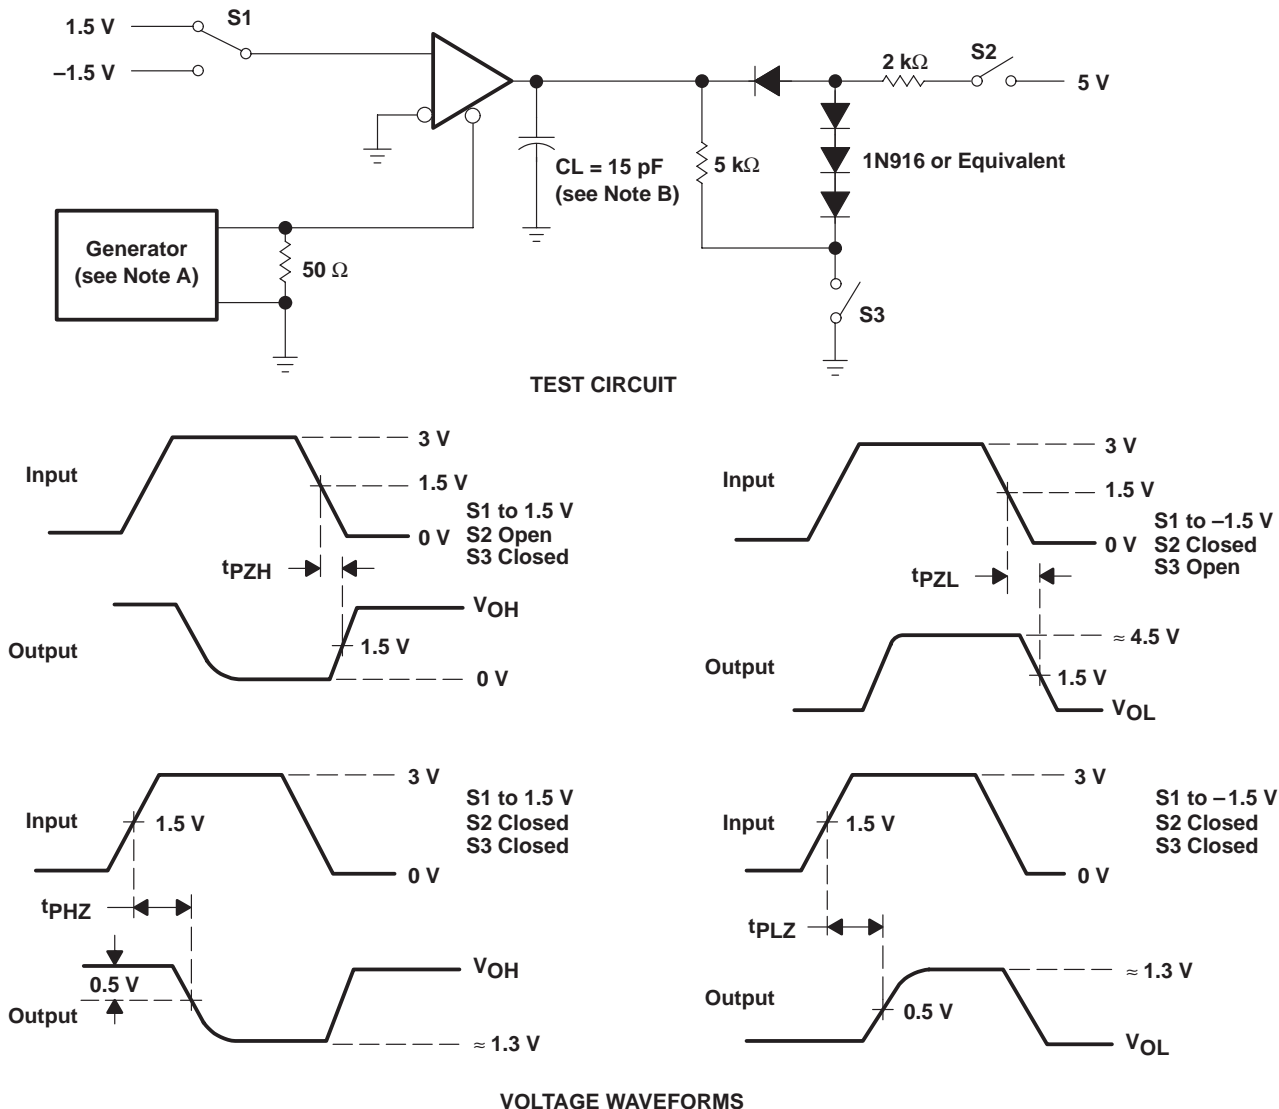 1.5 V
S1
–1.5 V
2 kΩ
S2
5 V
CL = 15 pF
(see Note B)
5 kΩ
1N916 or Equivalent
Generator
(see Note A)
50 Ω
S3
TEST CIRCUIT
Input
3 V
1.5 V
0 V
S1 to 1.5 V
S2 Open
S3 Closed
tPZH
Output
VOH
1.5 V
0 V
Input
3 V
1.5 V
0 V
S1 to –1.5 V
S2 Closed
S3 Open
tPZL
Output
≈ 4.5 V
1.5 V
VOL
Input
3 V
1.5 V
0 V
S1 to 1.5 V
S2 Closed
S3 Closed
tPHZ
0.5 V
Output
VOH
≈ 1.3 V
Input
3 V
1.5 V
0 V
S1 to –1.5 V
S2 Closed
S3 Closed
tPLZ
Output
≈ 1.3 V
0.5 V
VOL
VOLTAGE WAVEFORMS